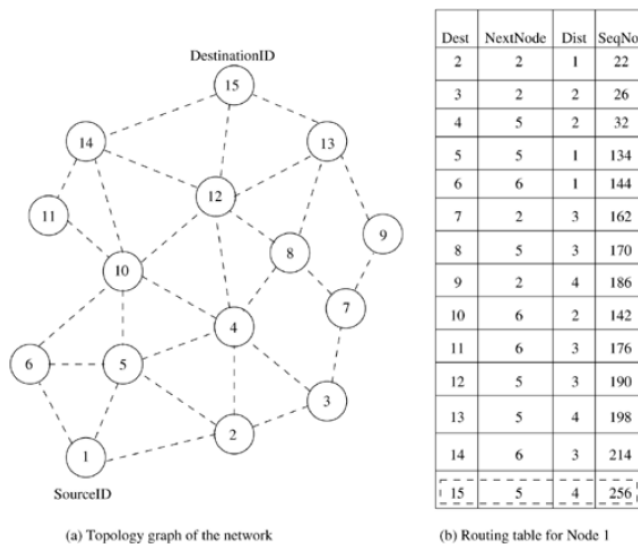 DestinationID
15
14
13
12
11
9
8
10
7
4
6
5
3
2
1
SourceID
(a) Topology graph of the network
Dest NextNode Dist SeqNo
2 2 1 22
3 2 2 26
4 5 2 32
5 5 1 134
6 6 1 144
7 2 3 162
8 5 3 170
9 2 4 186
10 6 2 142
11 6 3 176
12 5 3 190
13 5 4 198
14 6 3 214
15 5 4 256
(b) Routing table for Node 1